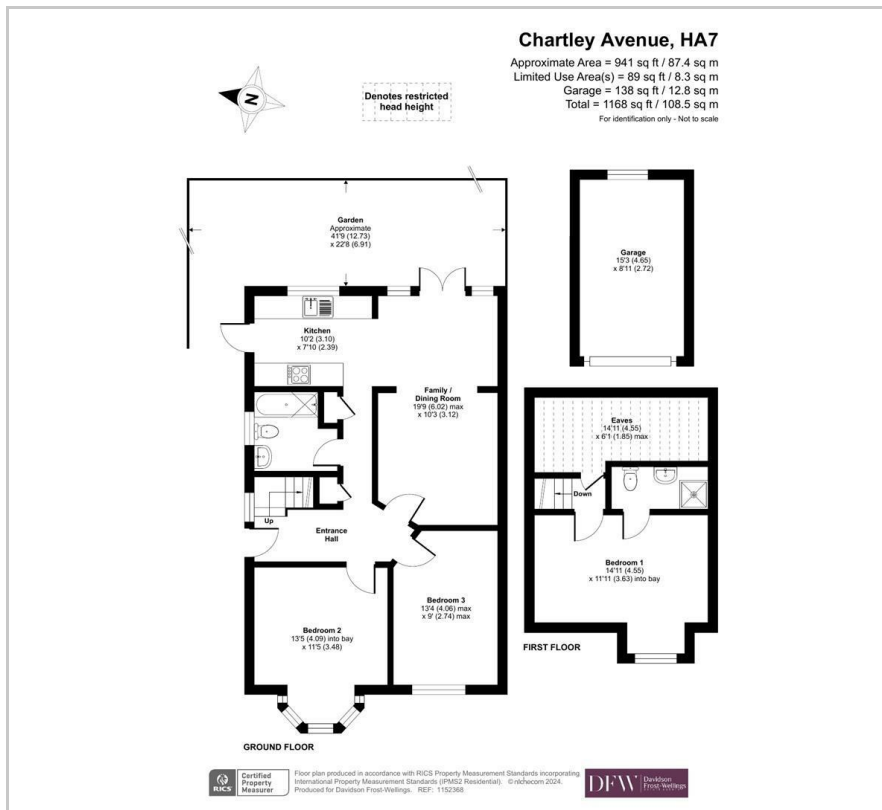 Chartley Avenue, HA7
Approximate Area = 941 sq ft / 87.4 sq m
Limited Use Area(s) = 89 sq ft / 8.3 sq m
Garage = 138 sq ft / 12.8 sq m
Total = 1168 sq ft / 108.5 sq m
For identification only - Not to scale
N
Denotes restricted
head height
Garden
Approximate
41'9 (12.73)
x 22'8 (6.91)
Garage
15'3 (4.65)
x 8'11 (2.72)
Kitchen
10'2 (3.10)
x 7'10 (2.39)
Family /
Dining Room
19'9 (6.02) max
x 10'3 (3.12)
Eaves
14'11 (4.55)
x 6'1 (1.85) max
Down
Up
Entrance
Hall
Bedroom 1
14'11 (4.55)
x 11'11 (3.63) into bay
Bedroom 3
13'4 (4.06) max
x 9' (2.74) max
Bedroom 2
13'5 (4.09) into bay
x 11'5 (3.48)
FIRST FLOOR
GROUND FLOOR
RICS
Certified
Property
Measurer
Floor plan produced in accordance with RICS Property Measurement Standards incorporating
International Property Measurement Standards (IPMS2 Residential). © nichecom 2024.
Produced for Davidson Frost-Wellings. REF: 1152368
DFW
Davidson
Frost-Wellings